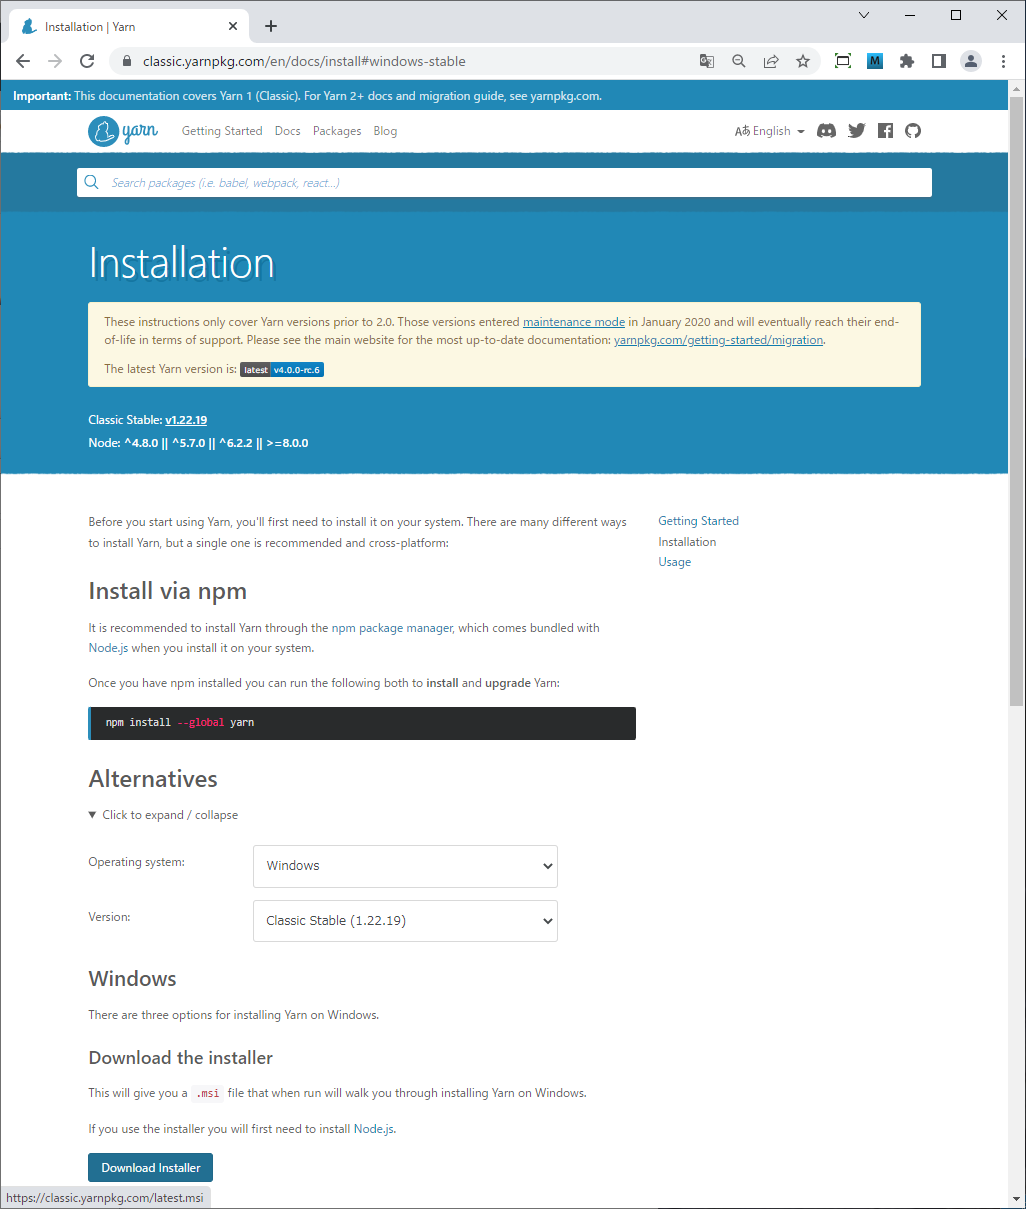 Installation | Yarn
classic.yarnpkg.com/en/docs/install#windows-stable
M
Important: This documentation covers Yarn 1 (Classic). For Yarn 2+ docs and migration guide, see yarnpkg.com.
yarn
Getting Started Docs Packages Blog
Aあ English
Search packages (i.e. babel, webpack, react...)
Installation
These instructions only cover Yarn versions prior to 2.0. Those versions entered maintenance mode in January 2020 and will eventually reach their end-
of-life in terms of support. Please see the main website for the most up-to-date documentation: yarnpkg.com/getting-started/migration.
The latest Yarn version is: latest v4.0.0-rc.6
Classic Stable: v1.22.19
Node: ^4.8.0 || ^5.7.0 || ^6.2.2 || >=8.0.0
Before you start using Yarn, you'll first need to install it on your system. There are many different ways
to install Yarn, but a single one is recommended and cross-platform:
Getting Started
Installation
Usage
Install via npm
It is recommended to install Yarn through the npm package manager, which comes bundled with
Node.js when you install it on your system.
Once you have npm installed you can run the following both to install and upgrade Yarn:
npm install --global yarn
Alternatives
▼ Click to expand / collapse
Operating system:
Windows
Version:
Classic Stable (1.22.19)
Windows
There are three options for installing Yarn on Windows.
Download the installer
This will give you a .msi file that when run will walk you through installing Yarn on Windows.
If you use the installer you will first need to install Node.js.
Download Installer
https://classic.yarnpkg.com/latest.msi